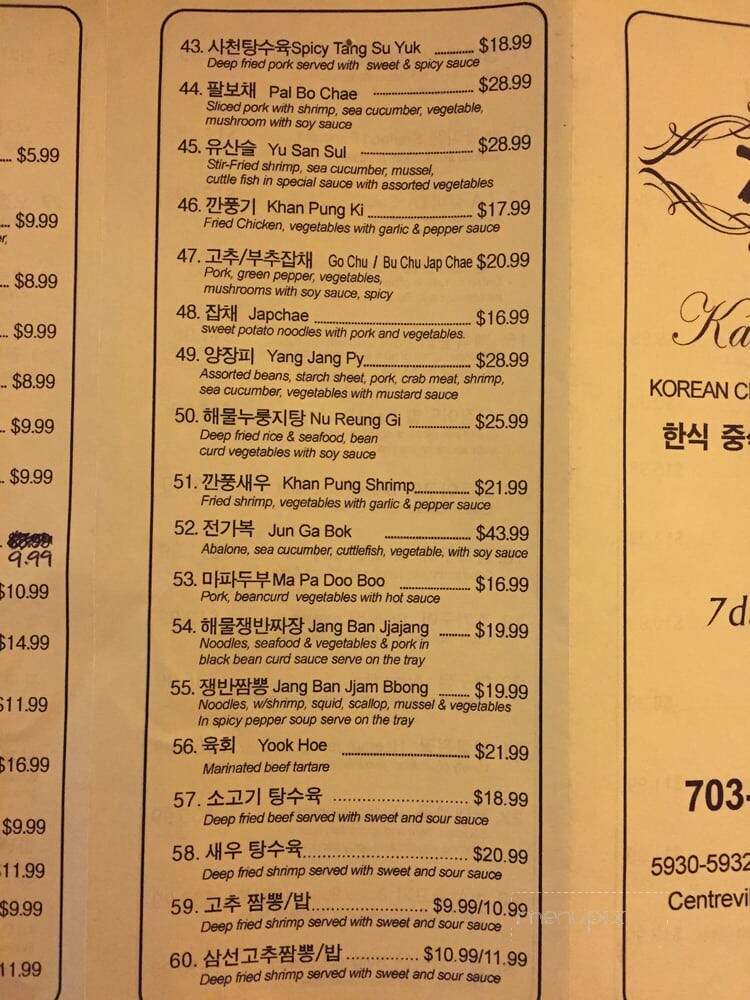 $5.99
$9.99
$8.99
$9.99
$8.99
$9.99
$9.99
9.99
$10.99
$14.99
$11.99
$16.99
$9.99
$11.99
$9.99
11.99
43. 사천탕수육Spicy Tang Su Yuk ............ $18.99
Deep fried pork served with sweet & spicy sauce
44. 팔보채 Pal Bo Chae ............ $28.99
Sliced pork with shrimp, sea cucumber, vegetable,
mushroom with soy sauce
45. 유산슬 Yu San Sul ............ $28.99
Stir-Fried shrimp, sea cucumber, mussel,
cuttle fish in special sauce with assorted vegetables
46. 깐풍기 Khan Pung Ki ............ $17.99
Fried Chicken, vegetables with garlic & pepper sauce
47. 고추/부추잡채 Go Chu / Bu Chu Jap Chae $20.99
Pork, green pepper, vegetables,
mushrooms with soy sauce, spicy
48. 잡채 Japchae ............ $16.99
sweet potato noodles with pork and vegetables.
49. 양장피 Yang Jang Py............ $28.99
Assorted beans, starch sheet, pork, crab meat, shrimp,
sea cucumber, vegetables with mustard sauce
50. 해물누룽지탕 Nu Reung Gi ............ $25.99
Deep fried rice & seafood, bean
curd vegetables with soy sauce
51. 깐풍새우 Khan Pung Shrimp............ $21.99
Fried shrimp, vegetables with garlic & pepper sauce
52. 전가복 Jun Ga Bok ............ $43.99
Abalone, sea cucumber, cuttlefish, vegetable, with soy sauce
53. 마파두부 Ma Pa Doo Boo ............ $16.99
Pork, beancurd vegetables with hot sauce
54. 해물쟁반짜장 Jang Ban Jjajang ......... $19.99
Noodles, seafood & vegetables & pork in
black bean curd sauce serve on the tray
55. 쟁반짬뽕 Jang Ban Jjam Bbong ......... $19.99
Noodles, w/shrimp, squid, scallop, mussel & vegetables
In spicy pepper soup serve on the tray
56. 육회 Yook Hoe ............ $21.99
Marinated beef tartare
57. 소고기 탕수육 ............ $18.99
Deep fried beef served with sweet and sour sauce
58. 새우 탕수육............ $20.99
Deep fried shrimp served with sweet and sour sauce
59. 고추 짬뽕/밥............ $9.99/10.99
Deep fried shrimp served with sweet and sour sauce
60. 삼선고추짬뽕/밥 ............ $10.99/11.99
Deep fried shrimp served with sweet and sour sauce
menupix
Ka
KOREAN C
한식
7d
703-
5930-5932
Centrevi